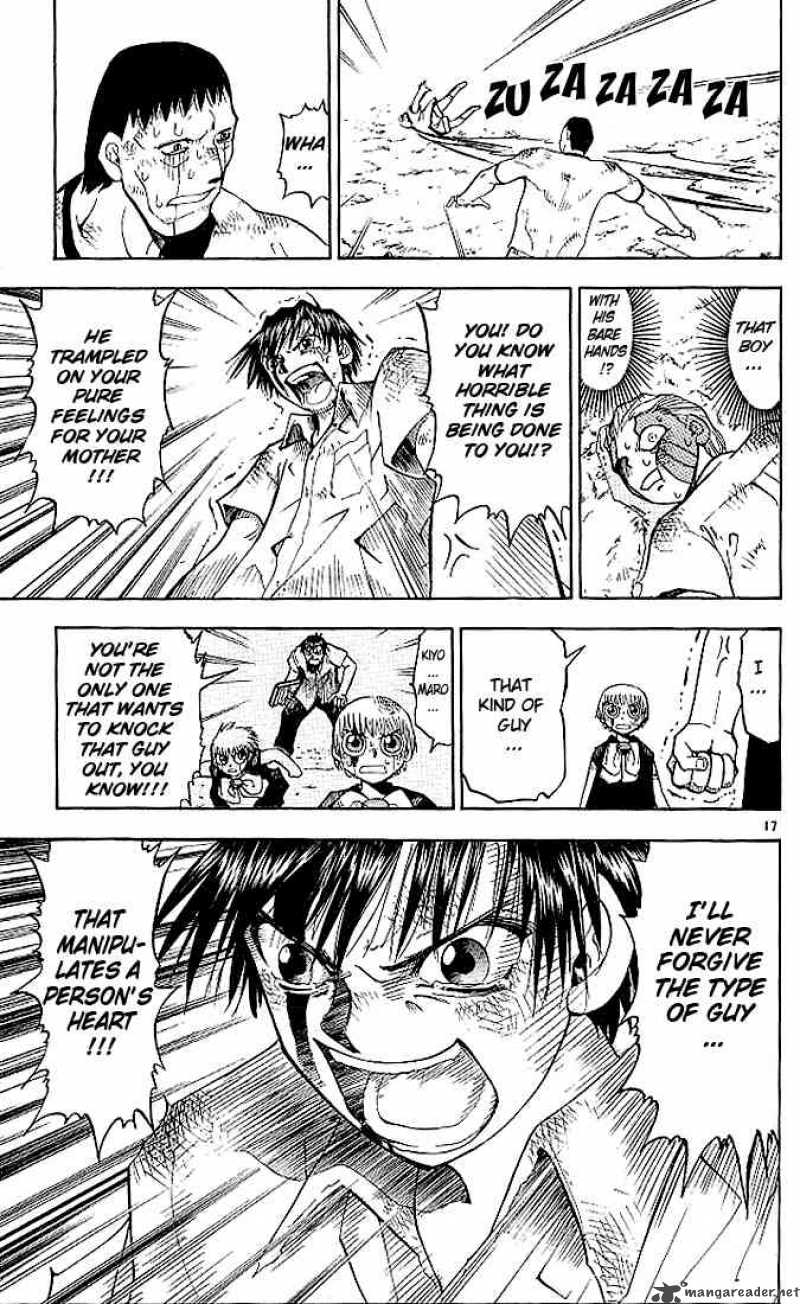 ZU ZA ZA ZA ZA
WHA
...
THAT
BOY
...
WITH
HIS
BARE
HANDS
!?
YOU! DO
YOU KNOW
WHAT
HORRIBLE
THING IS
BEING DONE
TO YOU!?
HE
TRAMPLED
ON YOUR
PURE
FEELINGS
FOR YOUR
MOTHER
!!!
I
...
THAT
KIND OF
GUY
...
KIYO
...
MARO
...
YOU'RE
NOT THE
ONLY ONE
THAT WANTS
TO KNOCK
THAT GUY
OUT, YOU
KNOW!!!
17
I'LL
NEVER
FORGIVE
THE TYPE
OF GUY
...
THAT
MANIPU-
LATES A
PERSON'S
HEART
!!!
mangareader.net